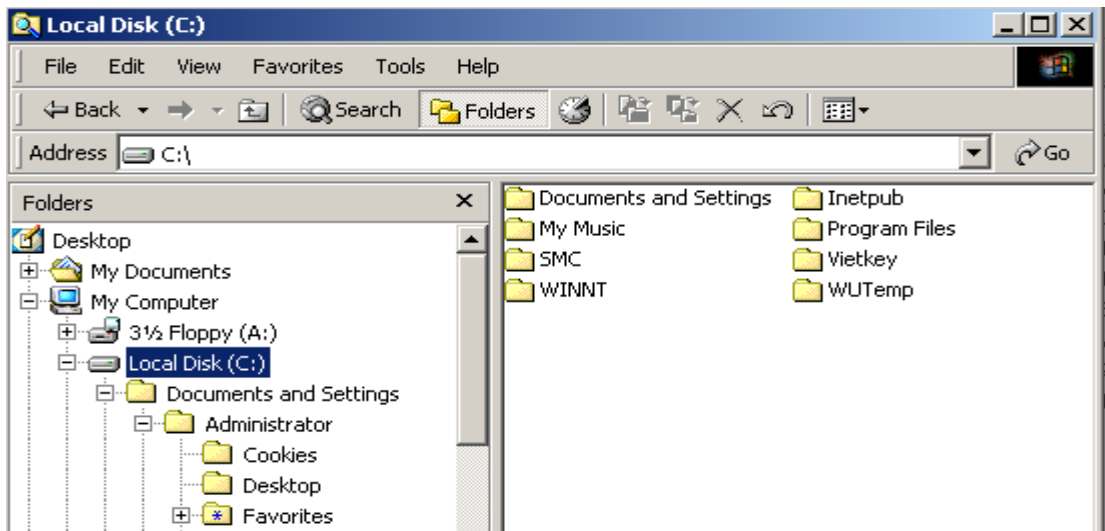 Local Disk (C:)
File Edit View Favorites Tools Help
Back Search Folders
Address C:\ Go
Folders
Desktop
My Documents
My Computer
3½ Floppy (A:)
Local Disk (C:)
Documents and Settings
Administrator
Cookies
Desktop
Favorites
Documents and Settings Inetpub
My Music Program Files
SMC Vietkey
WINNT WUTemp